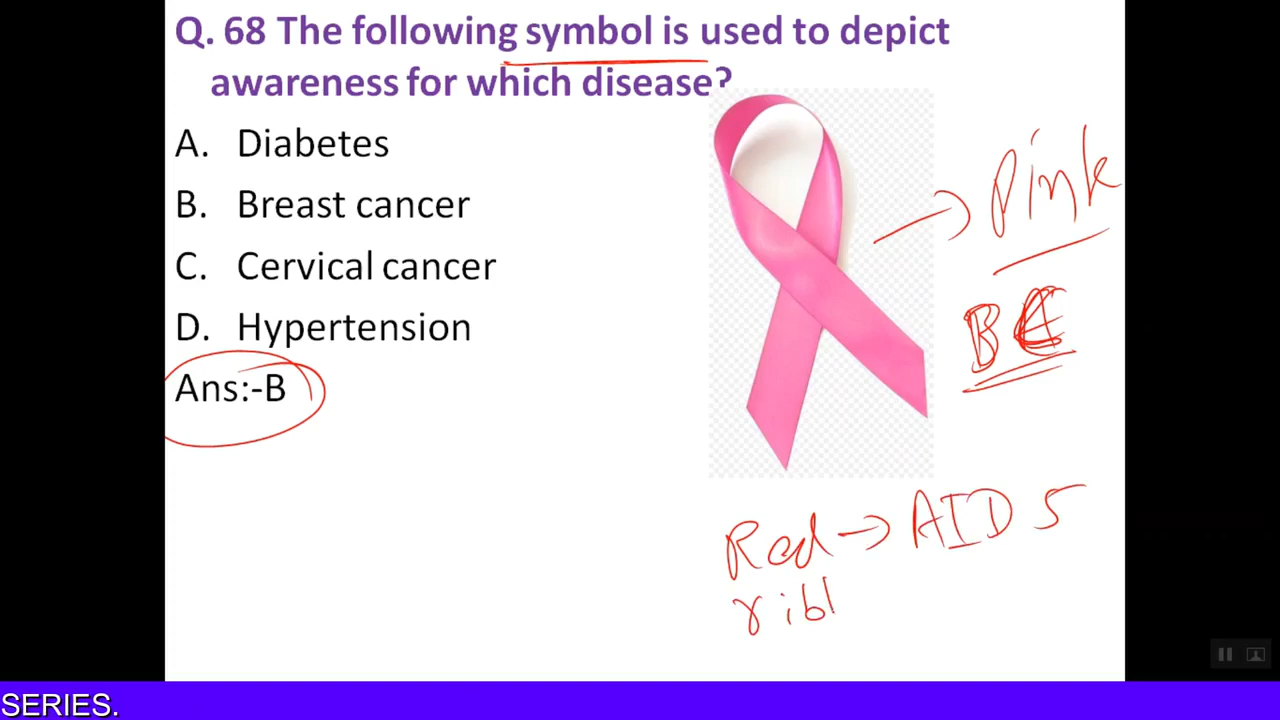 Q. 68 The following symbol is used to depict
awareness for which disease?
A. Diabetes
B. Breast cancer
C. Cervical cancer
D. Hypertension
Ans:-B
Pink
BC
Red → AIDS
ribl
SERIES.